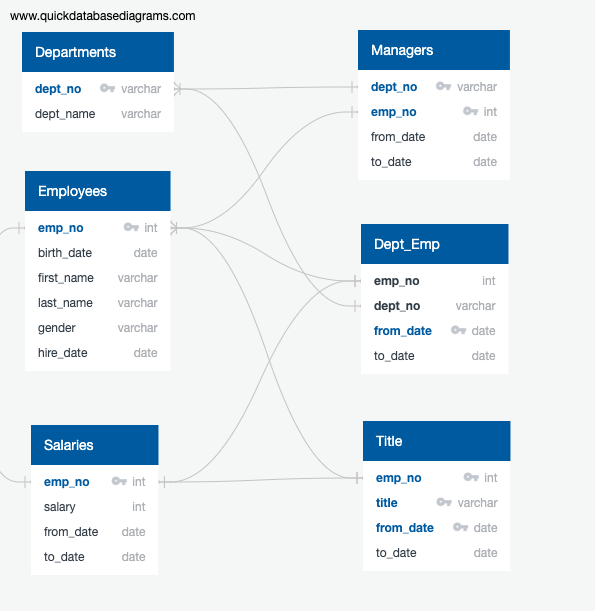 www.quickdatabasediagrams.com
Departments
dept_no varchar
dept_name varchar
Managers
dept_no varchar
emp_no int
from_date date
to_date date
Employees
emp_no int
birth_date date
first_name varchar
last_name varchar
gender varchar
hire_date date
Dept_Emp
emp_no int
dept_no varchar
from_date date
to_date date
Salaries
emp_no int
salary int
from_date date
to_date date
Title
emp_no int
title varchar
from_date date
to_date date